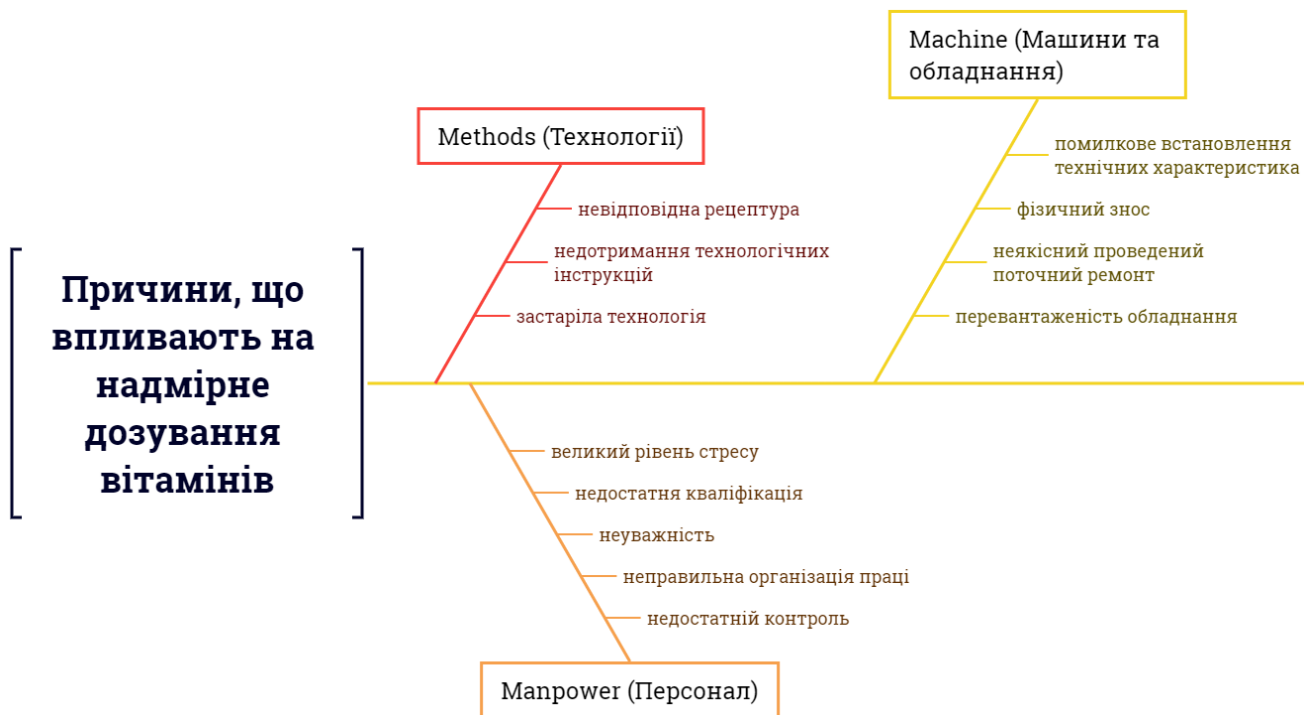 Причини, що
впливають на
надмірне
дозування
вітамінів
Methods (Технології)
невідповідна рецептура
недотримання технологічних
інструкцій
застаріла технологія
Machine (Машини та
обладнання)
помилкове встановлення
технічних характеристика
фізичний знос
неякісний проведений
поточний ремонт
перевантаженість обладнання
великий рівень стресу
недостатня кваліфікація
неуважність
неправильна організація праці
недостатній контроль
Manpower (Персонал)